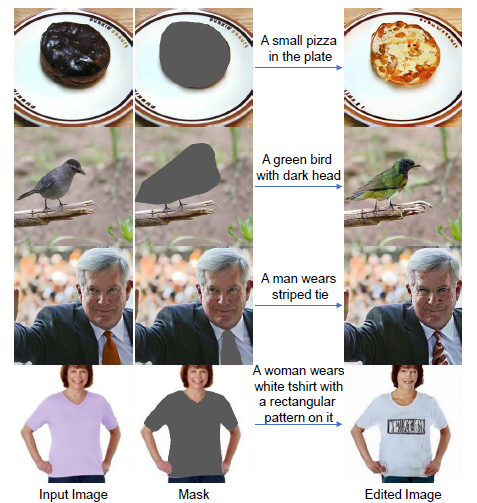 A small pizza
in the plate
A green bird
with dark head
A man wears
striped tie
A woman wears
white tshirt with
a rectangular
pattern on it
Input Image
Mask
Edited Image